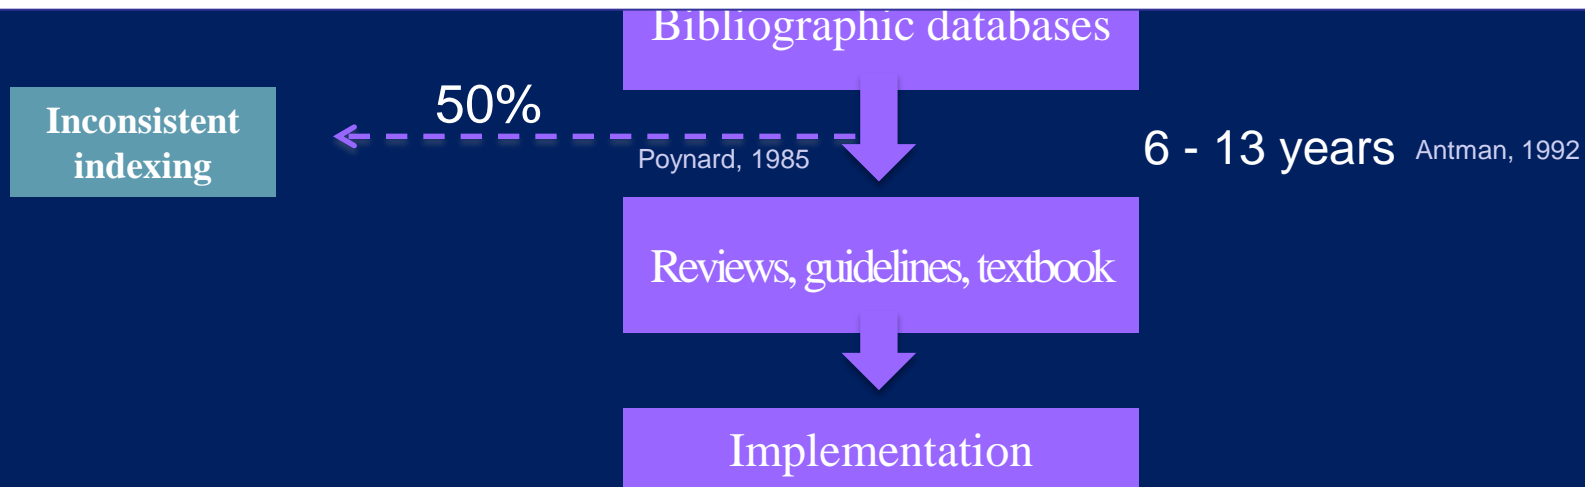 Bibliographic databases
50%
Inconsistent
indexing
Poynard, 1985
6 - 13 years Antman, 1992
Reviews, guidelines, textbook
Implementation